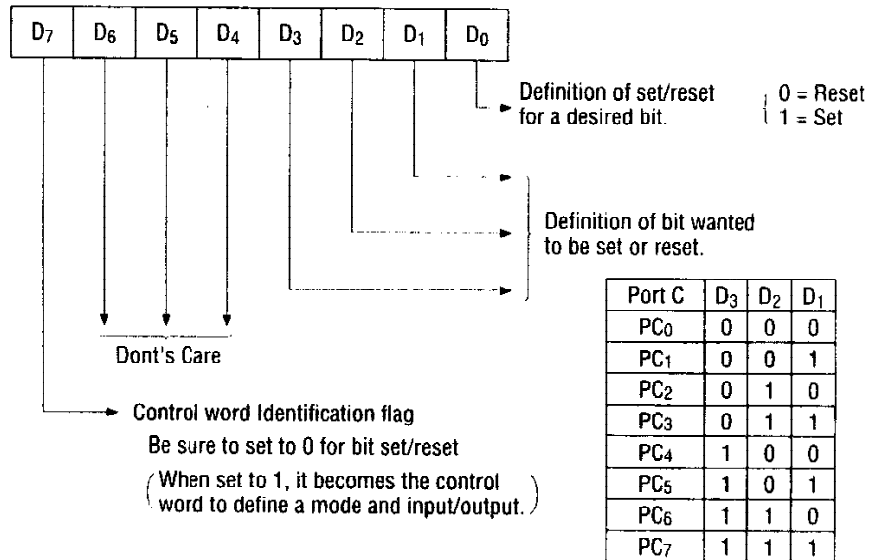 D7 D6 D5 D4 D3 D2 D1 D0
Definition of set/reset
for a desired bit.
0 = Reset
1 = Set
Definition of bit wanted
to be set or reset.
Dont's Care
Control word Identification flag
Be sure to set to 0 for bit set/reset
(When set to 1, it becomes the control
word to define a mode and input/output.)
Port C D3 D2 D1
PC0 0 0 0
PC1 0 0 1
PC2 0 1 0
PC3 0 1 1
PC4 1 0 0
PC5 1 0 1
PC6 1 1 0
PC7 1 1 1